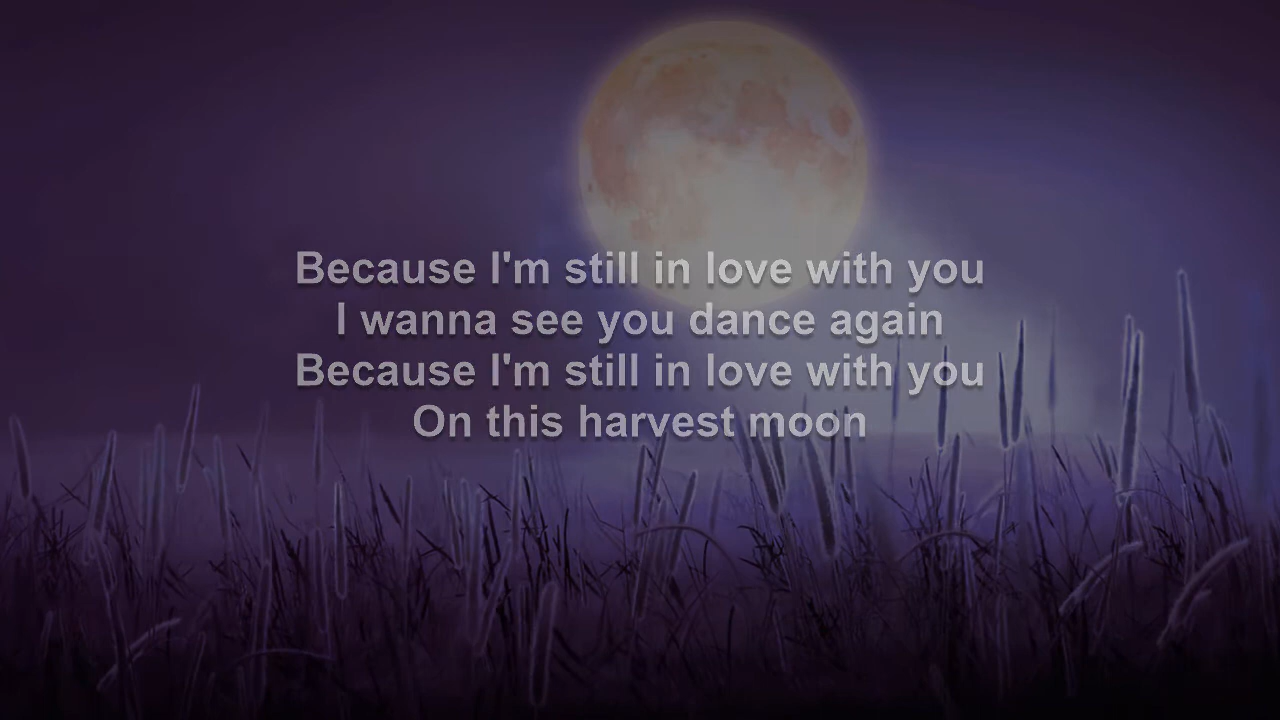 Because I'm still in love with you
I wanna see you dance again
Because I'm still in love with you
On this harvest moon